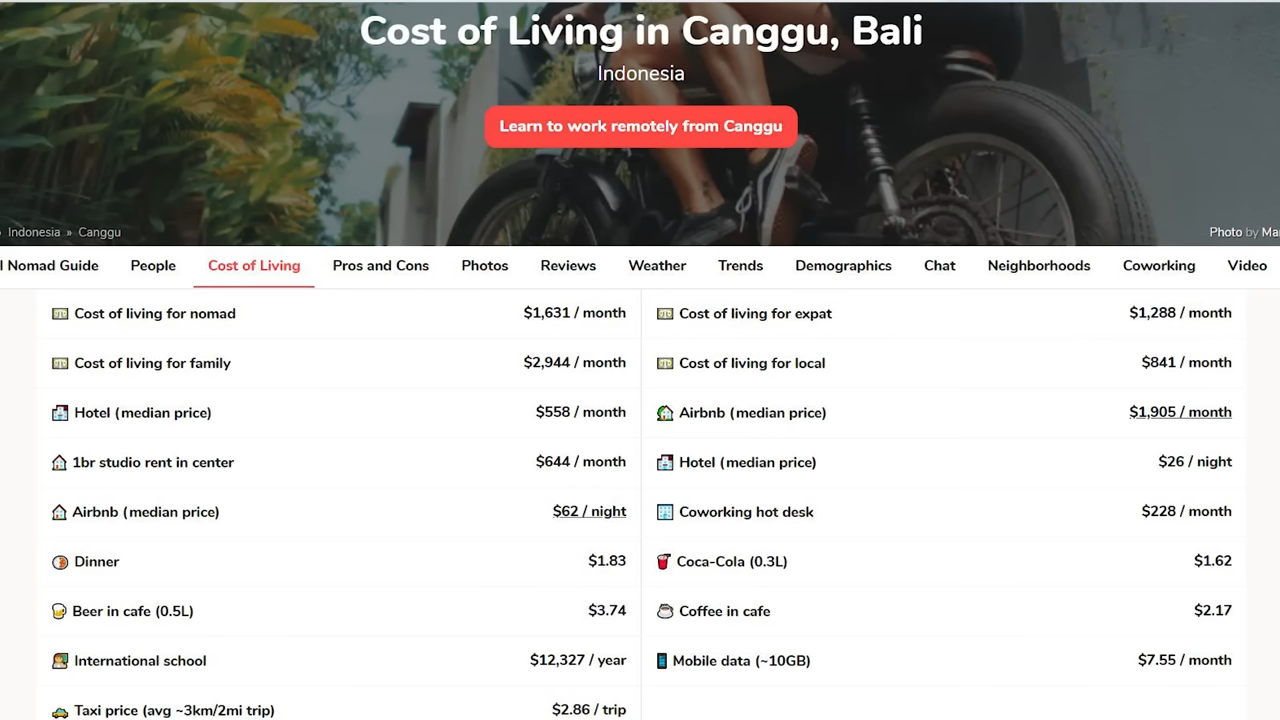 Cost of Living in Canggu, Bali
Indonesia
Learn to work remotely from Canggu
Indonesia » Canggu
Photo by Mar
l Nomad Guide People Cost of Living Pros and Cons Photos Reviews Weather Trends Demographics Chat Neighborhoods Coworking Video
Cost of living for nomad $1,631 / month
Cost of living for expat $1,288 / month
Cost of living for family $2,944 / month
Cost of living for local $841 / month
Hotel (median price) $558 / month
Airbnb (median price) $1,905 / month
1br studio rent in center $644 / month
Hotel (median price) $26 / night
Airbnb (median price) $62 / night
Coworking hot desk $228 / month
Dinner $1.83
Coca-Cola (0.3L) $1.62
Beer in cafe (0.5L) $3.74
Coffee in cafe $2.17
International school $12,327 / year
Mobile data (~10GB) $7.55 / month
Taxi price (avg ~3km/2mi trip) $2.86 / trip